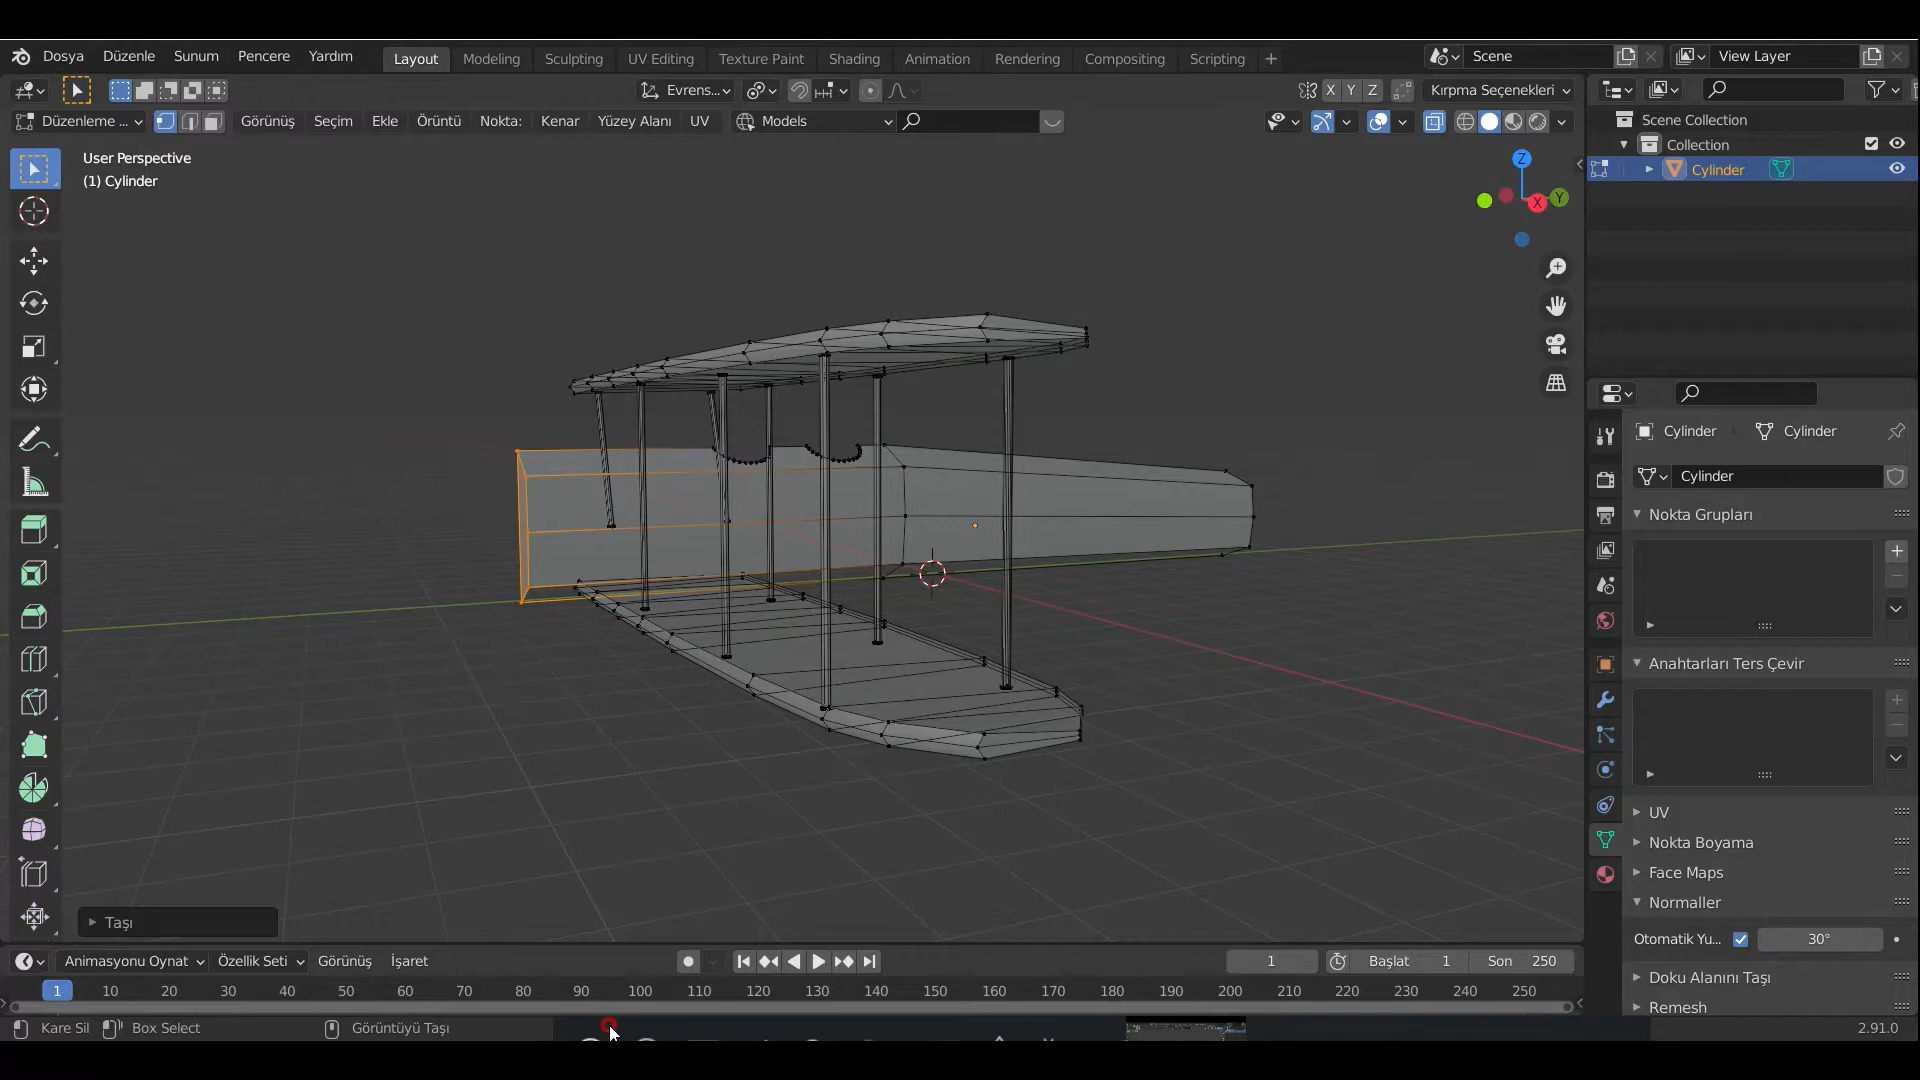 Dosya Düzenle Sunum Pencere Yardım Layout Modeling Sculpting UV Editing Texture Paint Shading Animation Rendering Compositing Scripting + Scene View Layer
Evrens... X Y Z Kırpma Seçenekleri
Düzenleme ... Görünüş Seçim Ekle Örüntü Nokta: Kenar Yüzey Alanı UV Models
User Perspective
(1) Cylinder
Z
Y
X
Scene Collection
Collection
Cylinder
Cylinder Cylinder
Cylinder
Nokta Grupları
Anahtarları Ters Çevir
UV
Nokta Boyama
Face Maps
Normaller
Otomatik Yu... 30°
Doku Alanını Taşı
Remesh
Taşı
Animasyonu Oynat Özellik Seti Görünüş İşaret 1 Başlat 1 Son 250
1 10 20 30 40 50 60 70 80 90 100 110 120 130 140 150 160 170 180 190 200 210 220 230 240 250
Kare Sil Box Select Görüntüyü Taşı 2.91.0